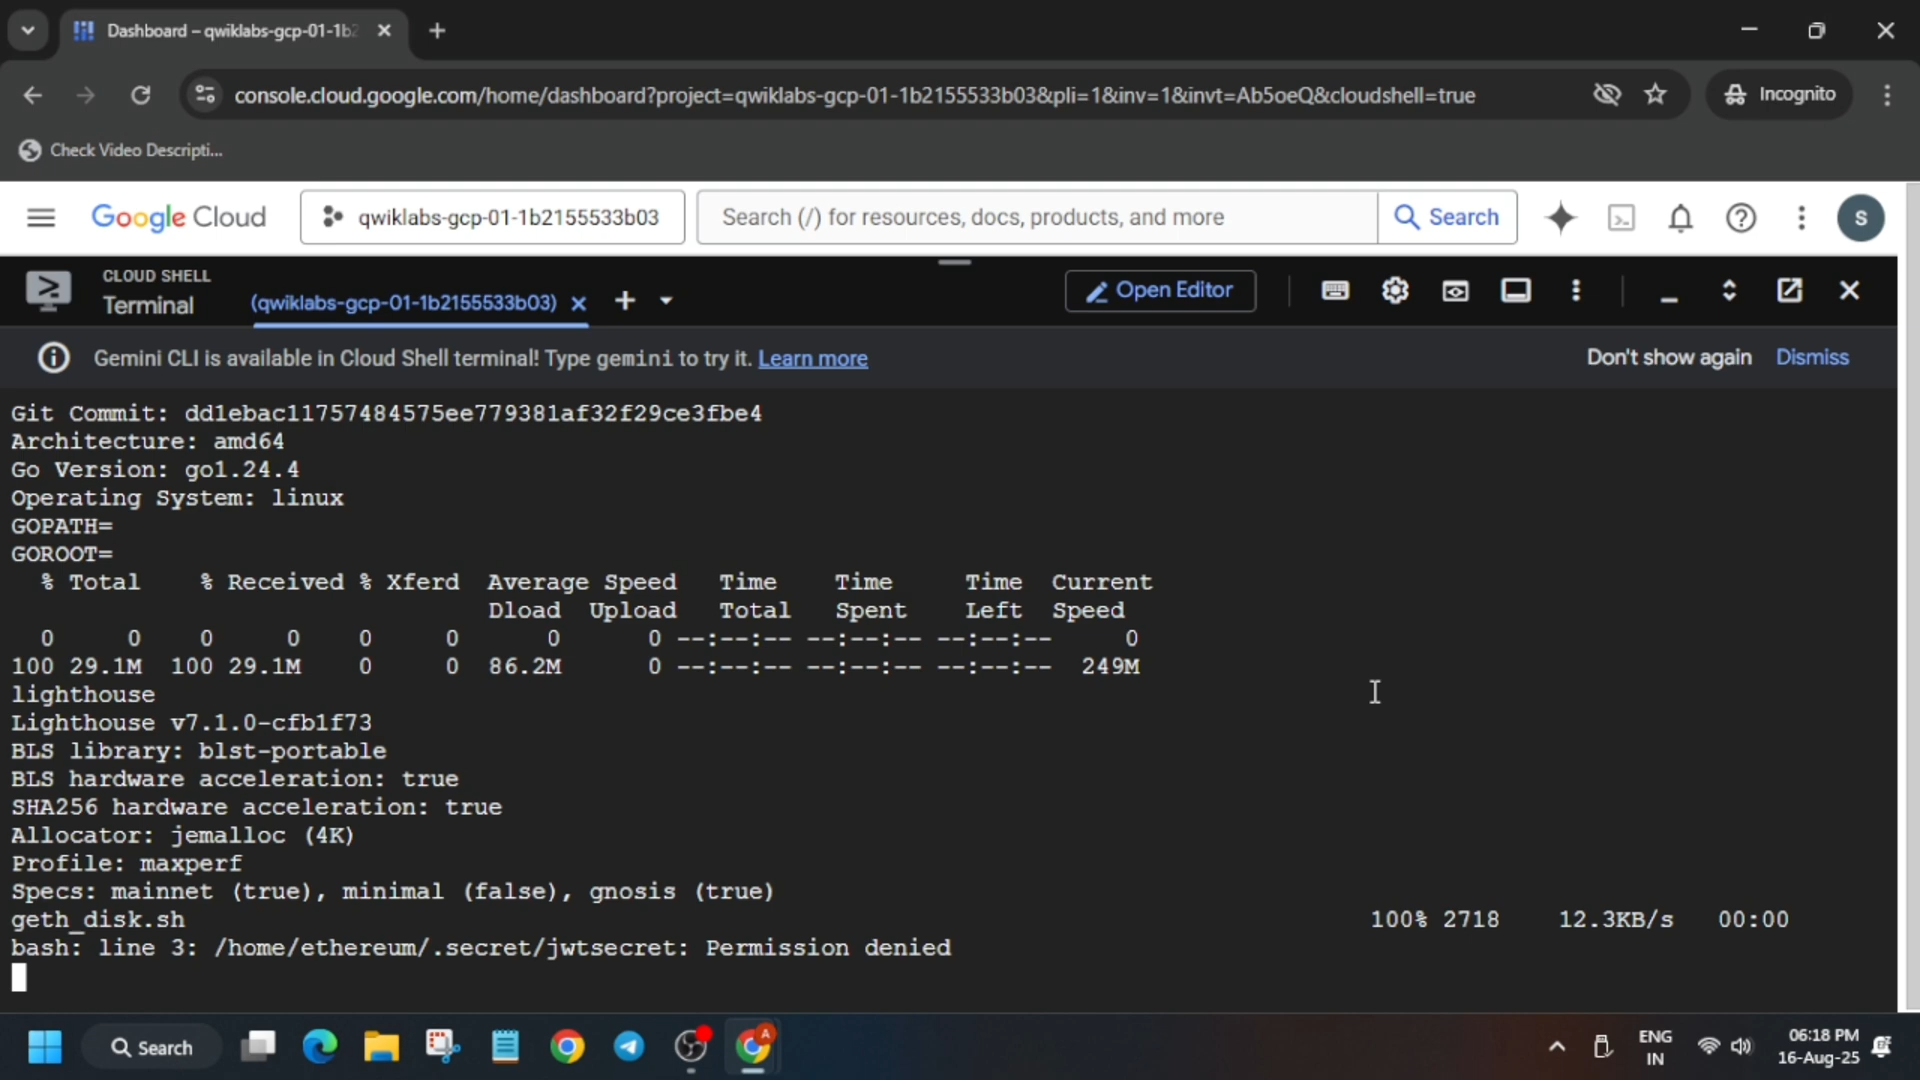 Dashboard – qwiklabs-gcp-01-1b2
console.cloud.google.com/home/dashboard?project=qwiklabs-gcp-01-1b2155533b03&pli=1&inv=1&invt=Ab5oeQ&cloudshell=true
Incognito
Check Video Descripti...
Google Cloud
qwiklabs-gcp-01-1b2155533b03
Search (/) for resources, docs, products, and more
Search
S
CLOUD SHELL
Terminal
(qwiklabs-gcp-01-1b2155533b03)
Open Editor
Gemini CLI is available in Cloud Shell terminal! Type gemini to try it. Learn more
Don't show again
Dismiss
Git Commit: dd1ebac11757484575ee779381af32f29ce3fbe4
Architecture: amd64
Go Version: go1.24.4
Operating System: linux
GOPATH=
GOROOT=
% Total % Received % Xferd Average Speed Time Time Time Current
Dload Upload Total Spent Left Speed
0 0 0 0 0 0 0 0 --:--:-- --:--:-- --:--:-- 0
100 29.1M 100 29.1M 0 0 86.2M 0 --:--:-- --:--:-- --:--:-- 249M
lighthouse
Lighthouse v7.1.0-cfb1f73
BLS library: blst-portable
BLS hardware acceleration: true
SHA256 hardware acceleration: true
Allocator: jemalloc (4K)
Profile: maxperf
Specs: mainnet (true), minimal (false), gnosis (true)
geth_disk.sh 100% 2718 12.3KB/s 00:00
bash: line 3: /home/ethereum/.secret/jwtsecret: Permission denied
Search
A
ENG
IN
06:18 PM
16-Aug-25